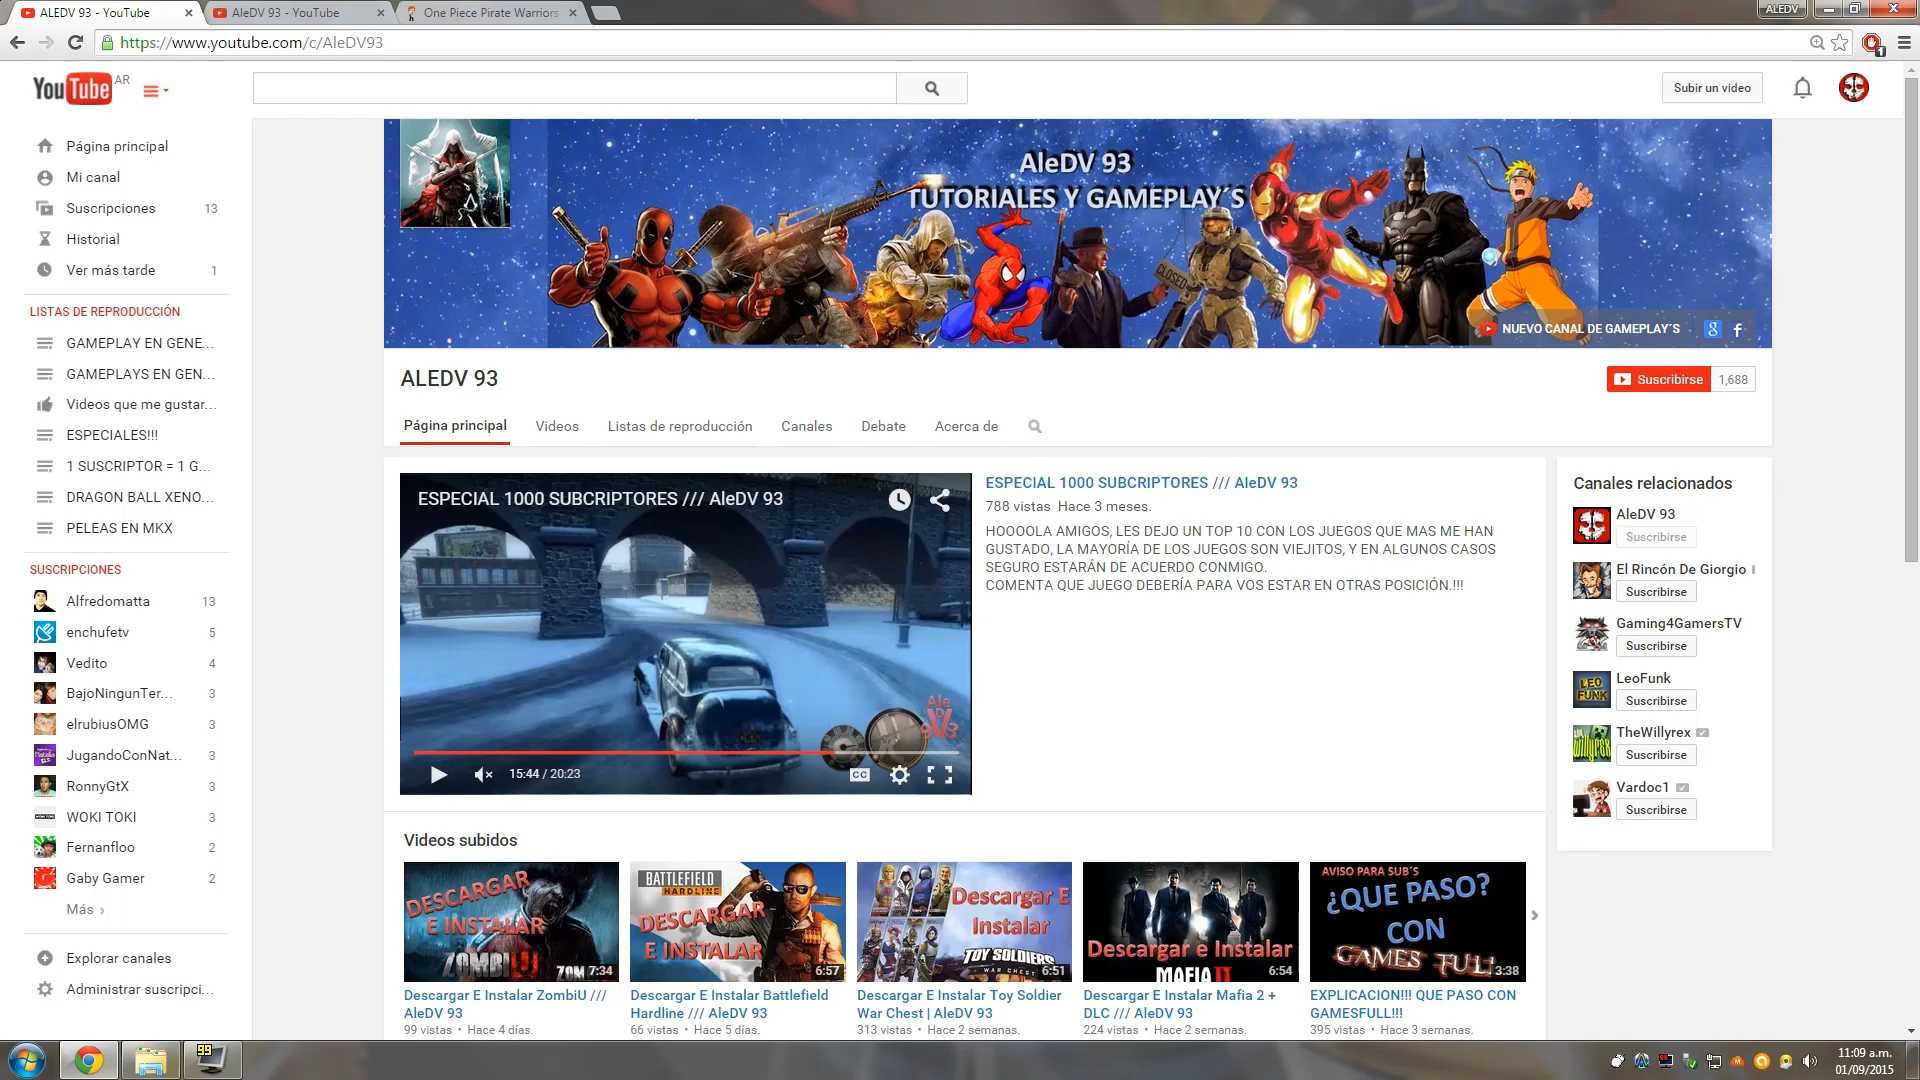 ALEDV 93 - YouTube
AleDV 93 - YouTube
One Piece Pirate Warriors
ALEDV
https://www.youtube.com/c/AleDV93
1
YouTube AR
Subir un video
Página principal
Mi canal
Suscripciones 13
Historial
Ver más tarde 1
LISTAS DE REPRODUCCIÓN
GAMEPLAY EN GENE...
GAMEPLAYS EN GEN...
Videos que me gustar...
ESPECIALES!!!
1 SUSCRIPTOR = 1 G...
DRAGON BALL XENO...
PELEAS EN MKX
SUSCRIPCIONES
Alfredomatta 13
enchufetv 5
Vedito 4
BajoNingunTer... 3
elrubiusOMG 3
JugandoConNat... 3
RonnyGtX 3
WOKI TOKI 3
Fernanfloo 2
Gaby Gamer 2
Más ›
Explorar canales
Administrar suscripci...
AleDV 93
TUTORIALES Y GAMEPLAY´S
CLOSED
NUEVO CANAL DE GAMEPLAY´S
ALEDV 93
Suscribirse 1,688
Página principal
Videos
Listas de reproducción
Canales
Debate
Acerca de
ESPECIAL 1000 SUBCRIPTORES /// AleDV 93
15:44 / 20:23
CC
ESPECIAL 1000 SUBCRIPTORES /// AleDV 93
788 vistas Hace 3 meses.
HOOOOLA AMIGOS, LES DEJO UN TOP 10 CON LOS JUEGOS QUE MAS ME HAN
GUSTADO, LA MAYORÍA DE LOS JUEGOS SON VIEJITOS, Y EN ALGUNOS CASOS
SEGURO ESTARÁN DE ACUERDO CONMIGO.
COMENTA QUE JUEGO DEBERÍA PARA VOS ESTAR EN OTRAS POSICIÓN.!!!
Canales relacionados
AleDV 93
Suscribirse
El Rincón De Giorgio
Suscribirse
Gaming4GamersTV
Suscribirse
LEO FUNK
LeoFunk
Suscribirse
TheWillyrex
Suscribirse
Vardoc1
Suscribirse
Videos subidos
DESCARGAR
E INSTALAR
ZOMBIU
7:34
Descargar E Instalar ZombiU ///
AleDV 93
99 vistas • Hace 4 días.
BATTLEFIELD
HARDLINE
DESCARGAR
E INSTALAR
6:57
Descargar E Instalar Battlefield
Hardline /// AleDV 93
66 vistas • Hace 5 días.
Descargar E
Instalar
TOY SOLDIERS
WAR CHEST
6:51
Descargar E Instalar Toy Soldier
War Chest | AleDV 93
313 vistas • Hace 2 semanas.
Descargar e Instalar
MAFIA II
6:54
Descargar E Instalar Mafia 2 +
DLC /// AleDV 93
224 vistas • Hace 2 semanas.
AVISO PARA SUB´S
¿QUE PASO?
CON
GAMES FULL
3:38
EXPLICACION!!! QUE PASO CON
GAMESFULL!!!
395 vistas • Hace 3 semanas.
99
11:09 a.m.
01/09/2015